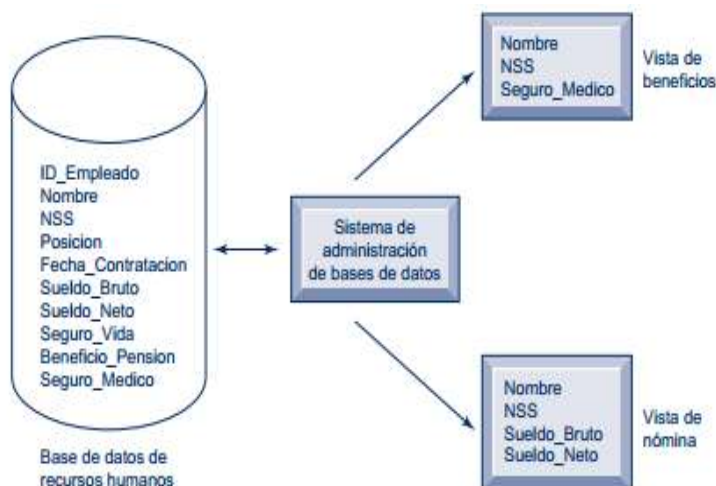 ID_Empleado
Nombre
NSS
Posicion
Fecha_Contratacion
Sueldo_Bruto
Sueldo_Neto
Seguro_Vida
Beneficio_Pension
Seguro_Medico
Base de datos de
recursos humanos
Sistema de
administración
de bases de datos
Nombre
NSS
Seguro_Medico
Vista de
beneficios
Nombre
NSS
Sueldo_Bruto
Sueldo_Neto
Vista de
nómina